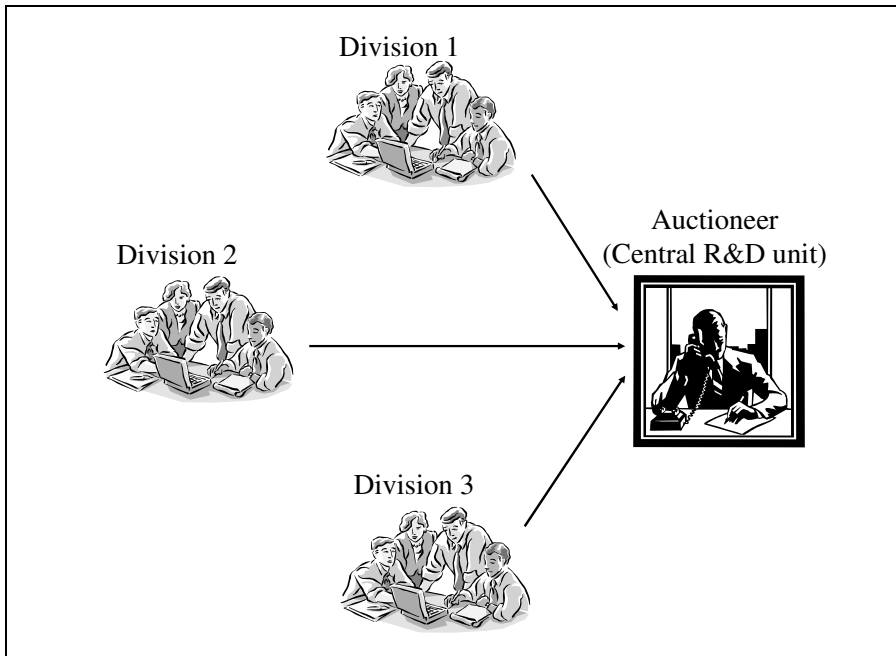 Division 1
Auctioneer
(Central R&D unit)
Division 2
Division 3